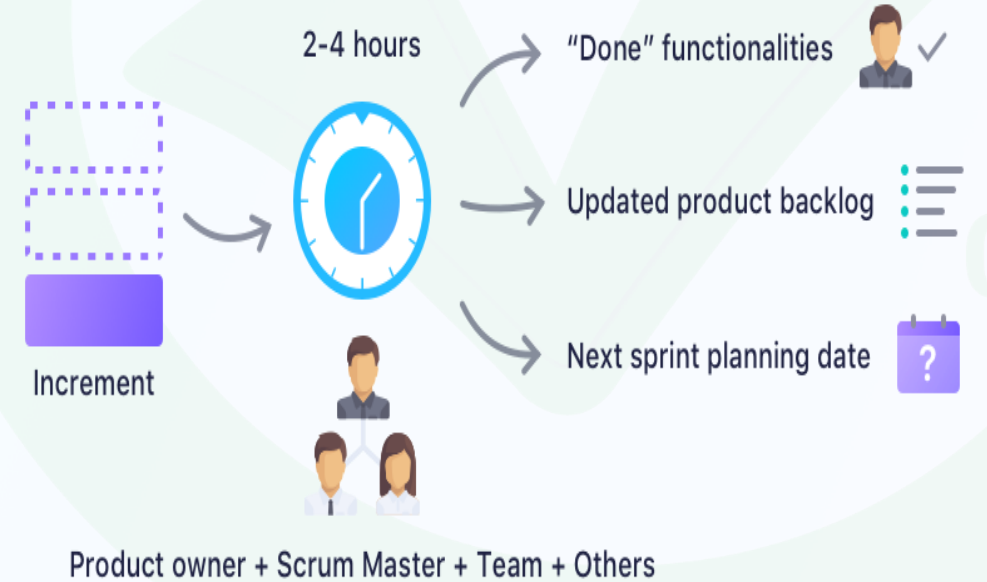 2-4 hours
“Done” functionalities
Updated product backlog
?
Next sprint planning date
Increment
Product owner + Scrum Master + Team + Others